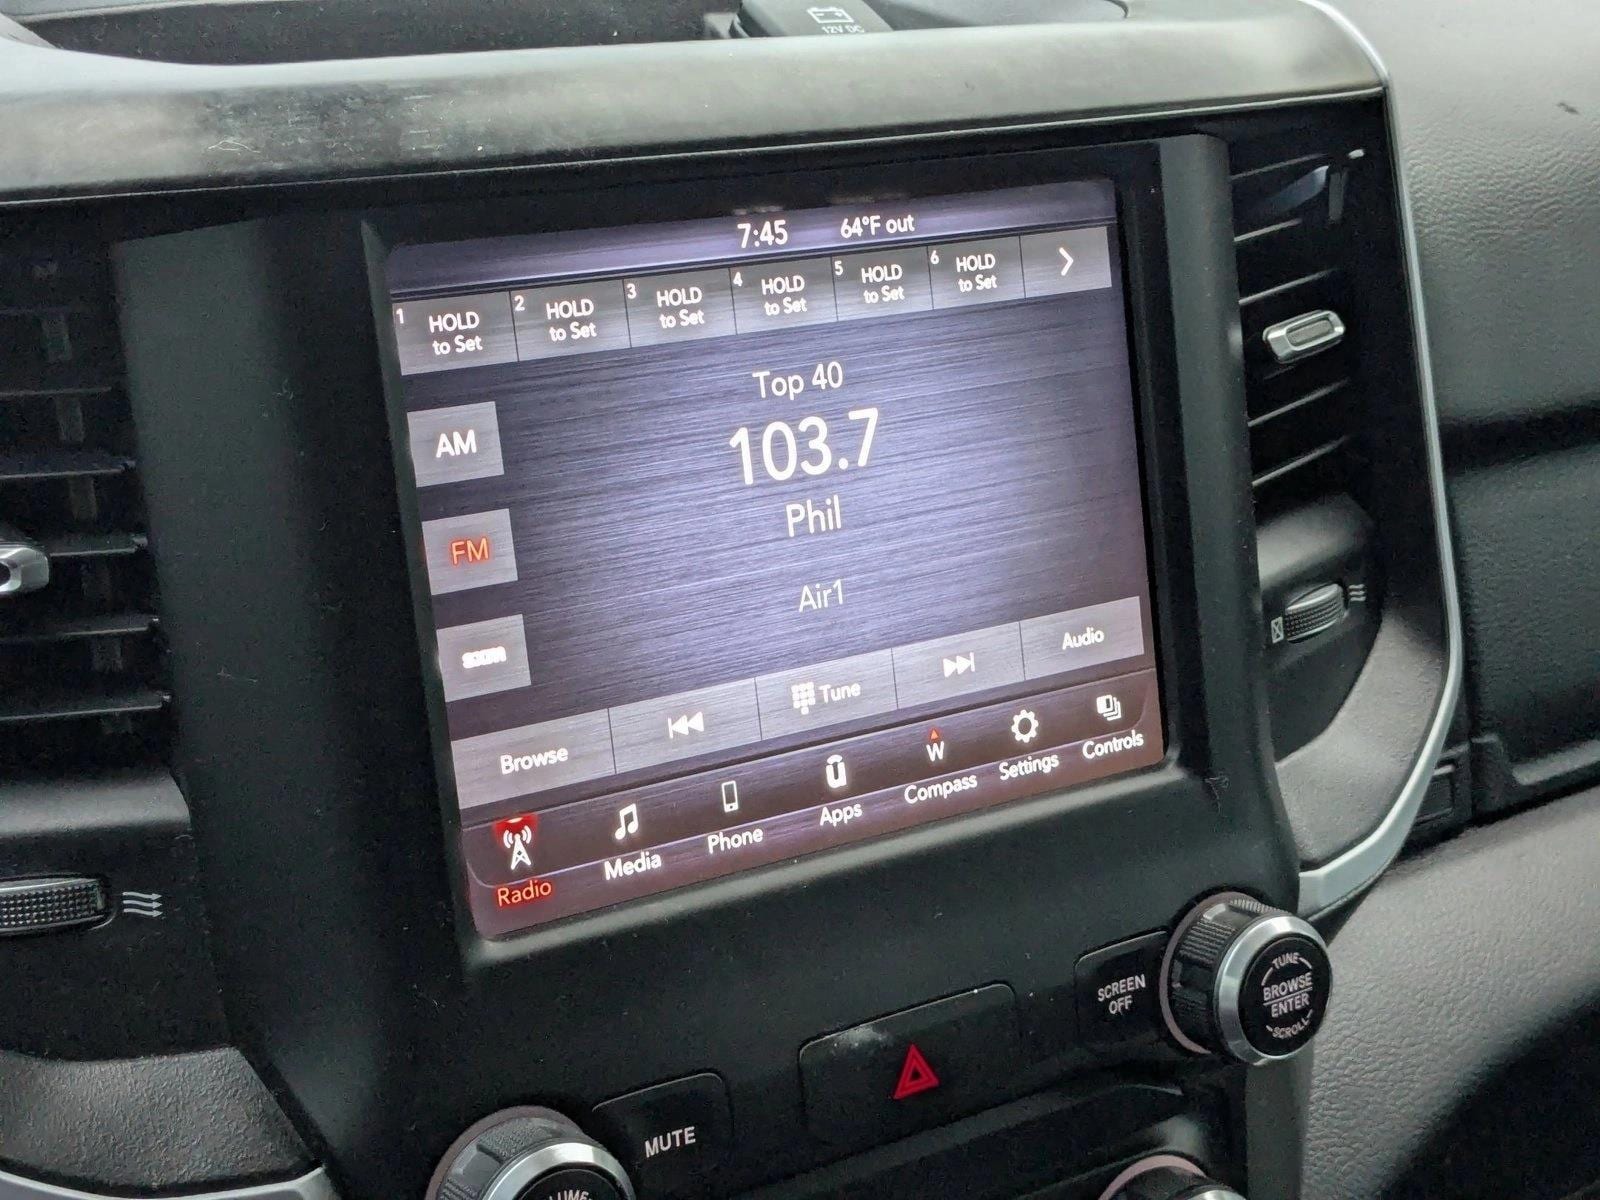 12V DC
7:45 64°F out
1 HOLD to Set
2 HOLD to Set
3 HOLD to Set
4 HOLD to Set
5 HOLD to Set
6 HOLD to Set
Top 40
103.7
Phil
Air1
AM
FM
sxm
Browse
Tune
Audio
Radio
Media
Phone
Apps
W
Compass
Settings
Controls
SCREEN
OFF
TUNE
BROWSE
ENTER
SCROLL
MUTE